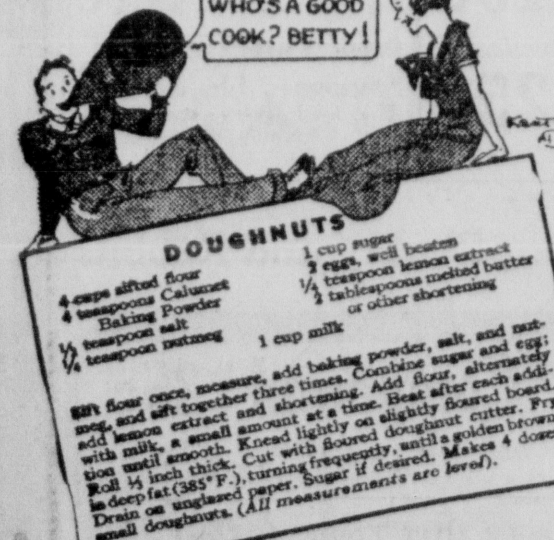 WHO'S A GOOD
COOK? BETTY!
DOUGHNUTS
4 cups sifted flour
4 teaspoons Calumet
Baking Powder
½ teaspoon salt
¼ teaspoon nutmeg
1 cup sugar
2 eggs, well beaten
¼ teaspoon lemon extract
2 tablespoons melted butter
or other shortening
1 cup milk
Sift flour once, measure, add baking powder, salt, and nut-
meg, and sift together three times. Combine sugar and egg;
add lemon extract and shortening. Add flour, alternately
with milk, a small amount at a time. Beat after each addi-
tion until smooth. Knead lightly on slightly floured board.
Roll ⅓ inch thick. Cut with floured doughnut cutter. Fry
in deep fat (385° F.), turning frequently, until a golden brown.
Drain on unglazed paper. Sugar if desired. Makes 4 dozen
small doughnuts. (All measurements are level).